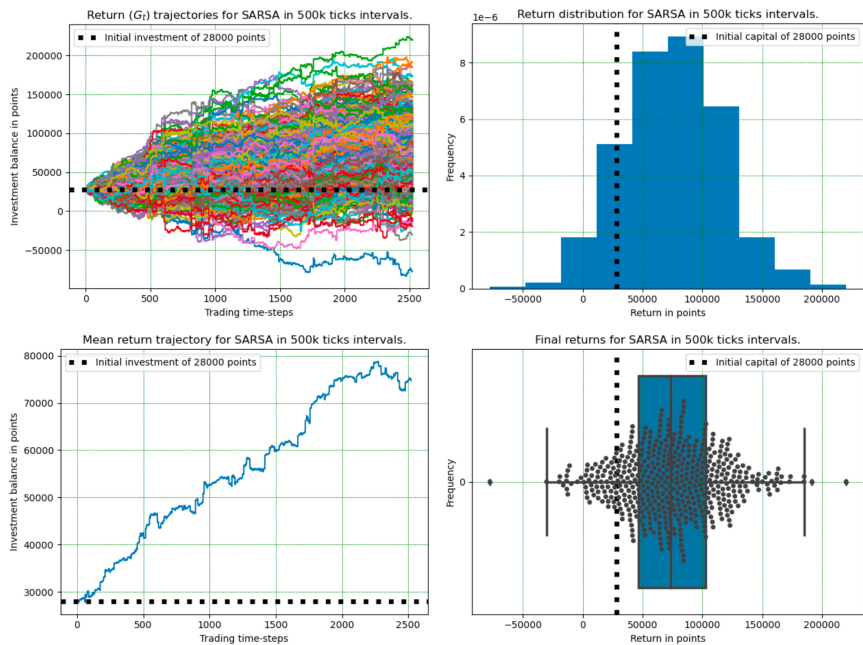 Return (Gₜ) trajectories for SARSA in 500k ticks intervals.
Initial investment of 28000 points
200000
150000
100000
50000
0
−50000
Investment balance in points
0 500 1000 1500 2000 2500
Trading time-steps
Return distribution for SARSA in 500k ticks intervals.
1e−6
Initial capital of 28000 points
8
6
4
2
0
Frequency
−50000 0 50000 100000 150000 200000
Return in points
Mean return trajectory for SARSA in 500k ticks intervals.
Initial investment of 28000 points
80000
70000
60000
50000
40000
30000
Investment balance in points
0 500 1000 1500 2000 2500
Trading time-steps
Final returns for SARSA in 500k ticks intervals.
Initial capital of 28000 points
0
Frequency
−50000 0 50000 100000 150000 200000
Return in points